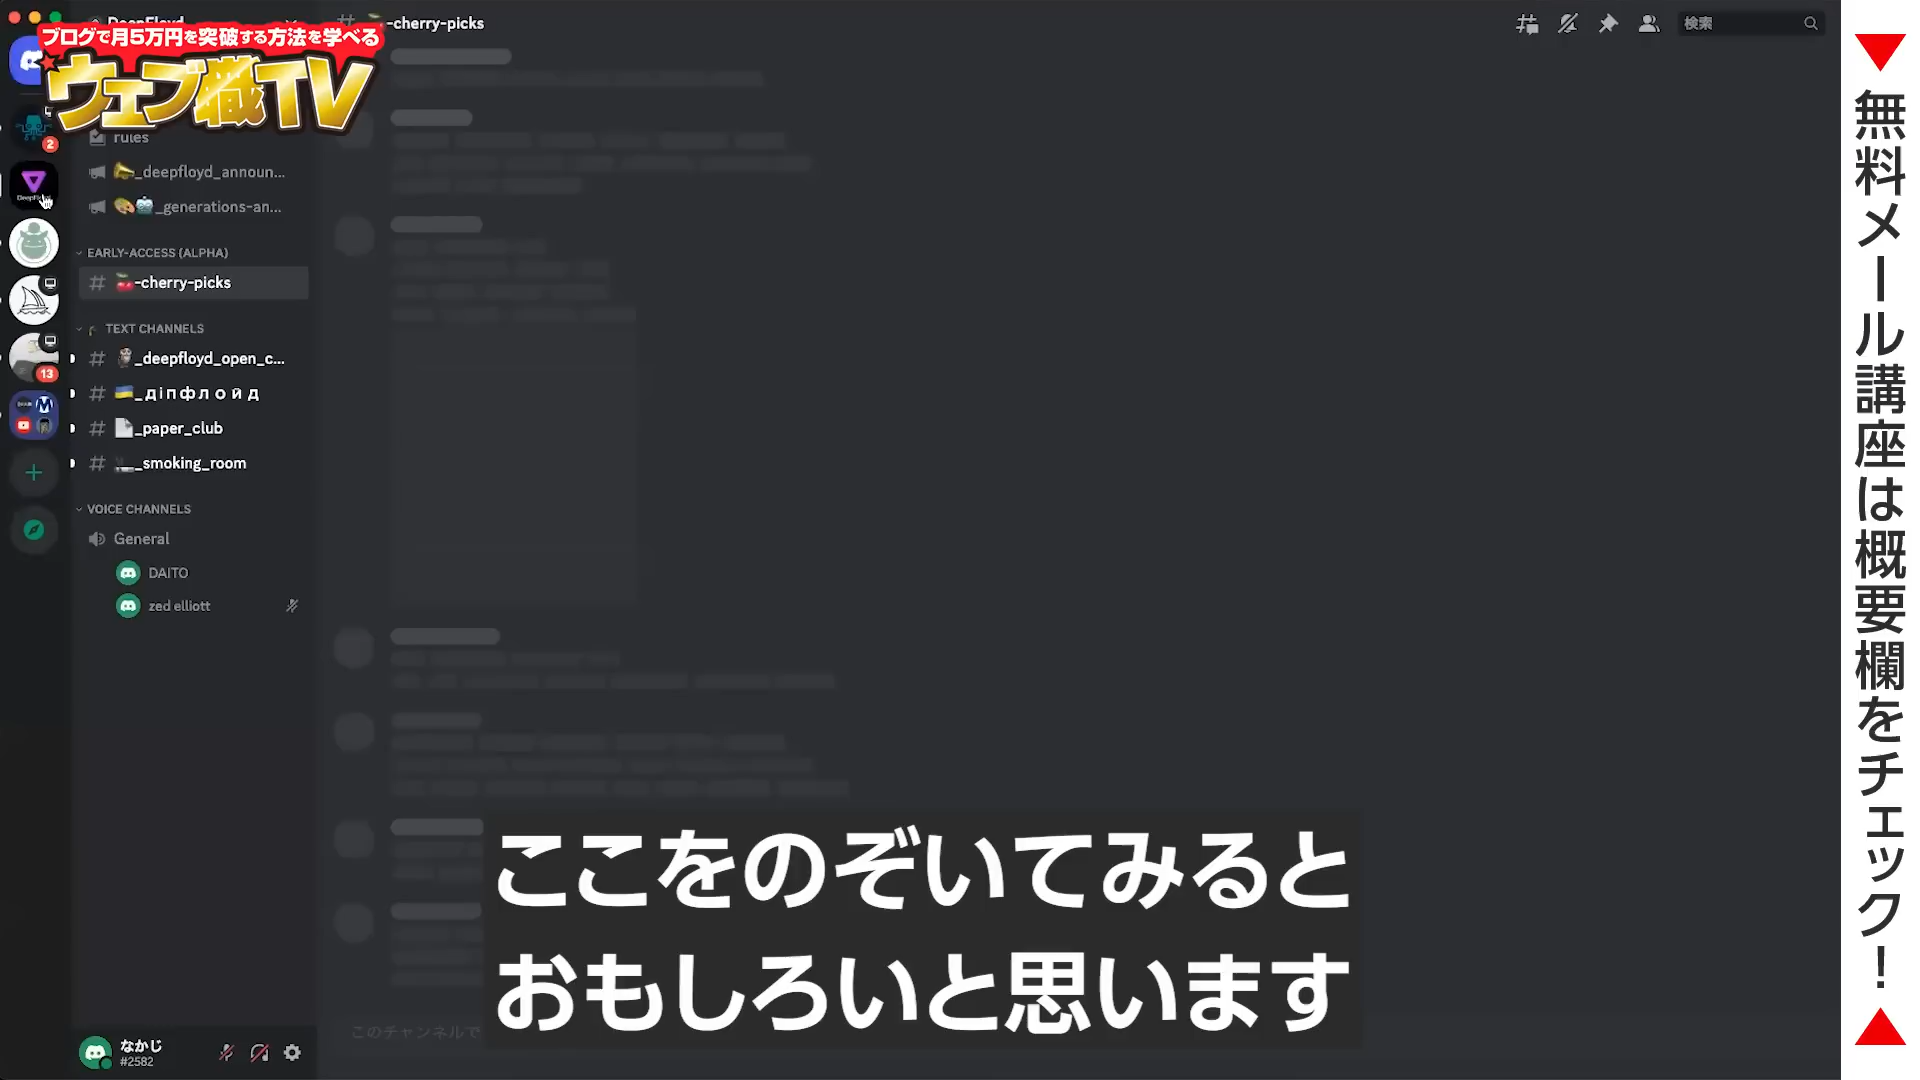 ブログで月5万円を突破する方法を学べる
ウェブ職TV
DeepFloyd
-cherry-picks
検索
2
rules
_deepfloyd_announ...
_generations-an...
EARLY-ACCESS (ALPHA)
-cherry-picks
TEXT CHANNELS
_deepfloyd_open_c...
13
_діпфлойд
_paper_club
_smoking_room
VOICE CHANNELS
General
DAITO
zed elliott
ここをのぞいてみると
おもしろいと思います
このチャンネルで
なかじ
#2582
無料メール講座は概要欄をチェック！